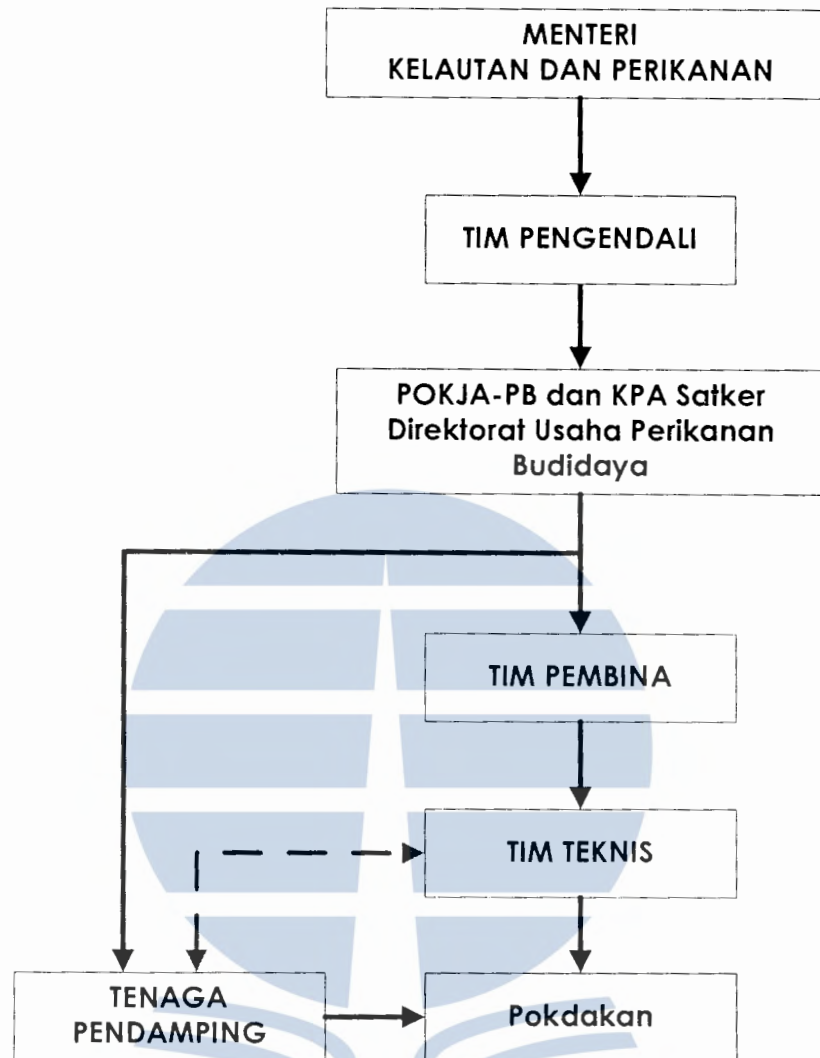 MENTERI
KELAUTAN DAN PERIKANAN
TIM PENGENDALI
POKJA-PB dan KPA Satker
Direktorat Usaha Perikanan
Budidaya
TIM PEMBINA
TIM TEKNIS
TENAGA
PENDAMPING
Pokdakan